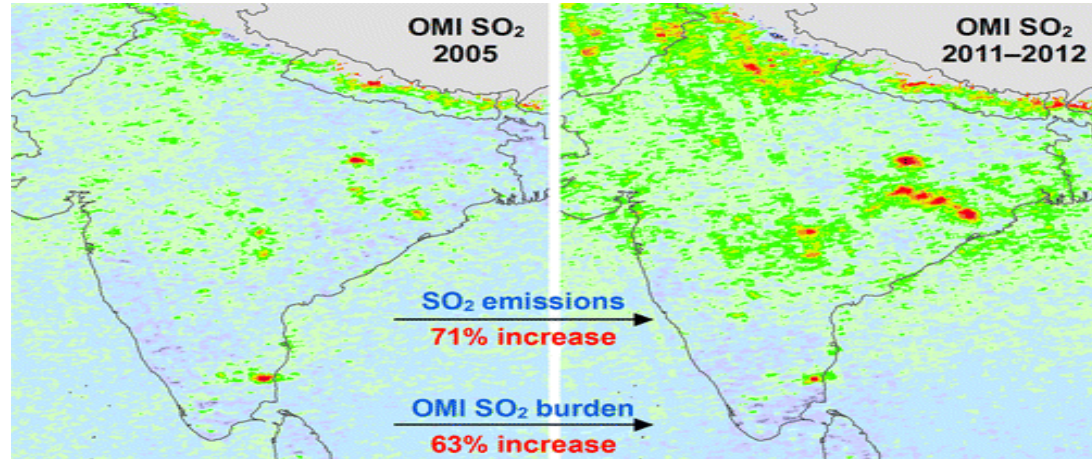 OMI SO₂
2005
OMI SO₂
2011–2012
SO₂ emissions
71% increase
OMI SO₂ burden
63% increase